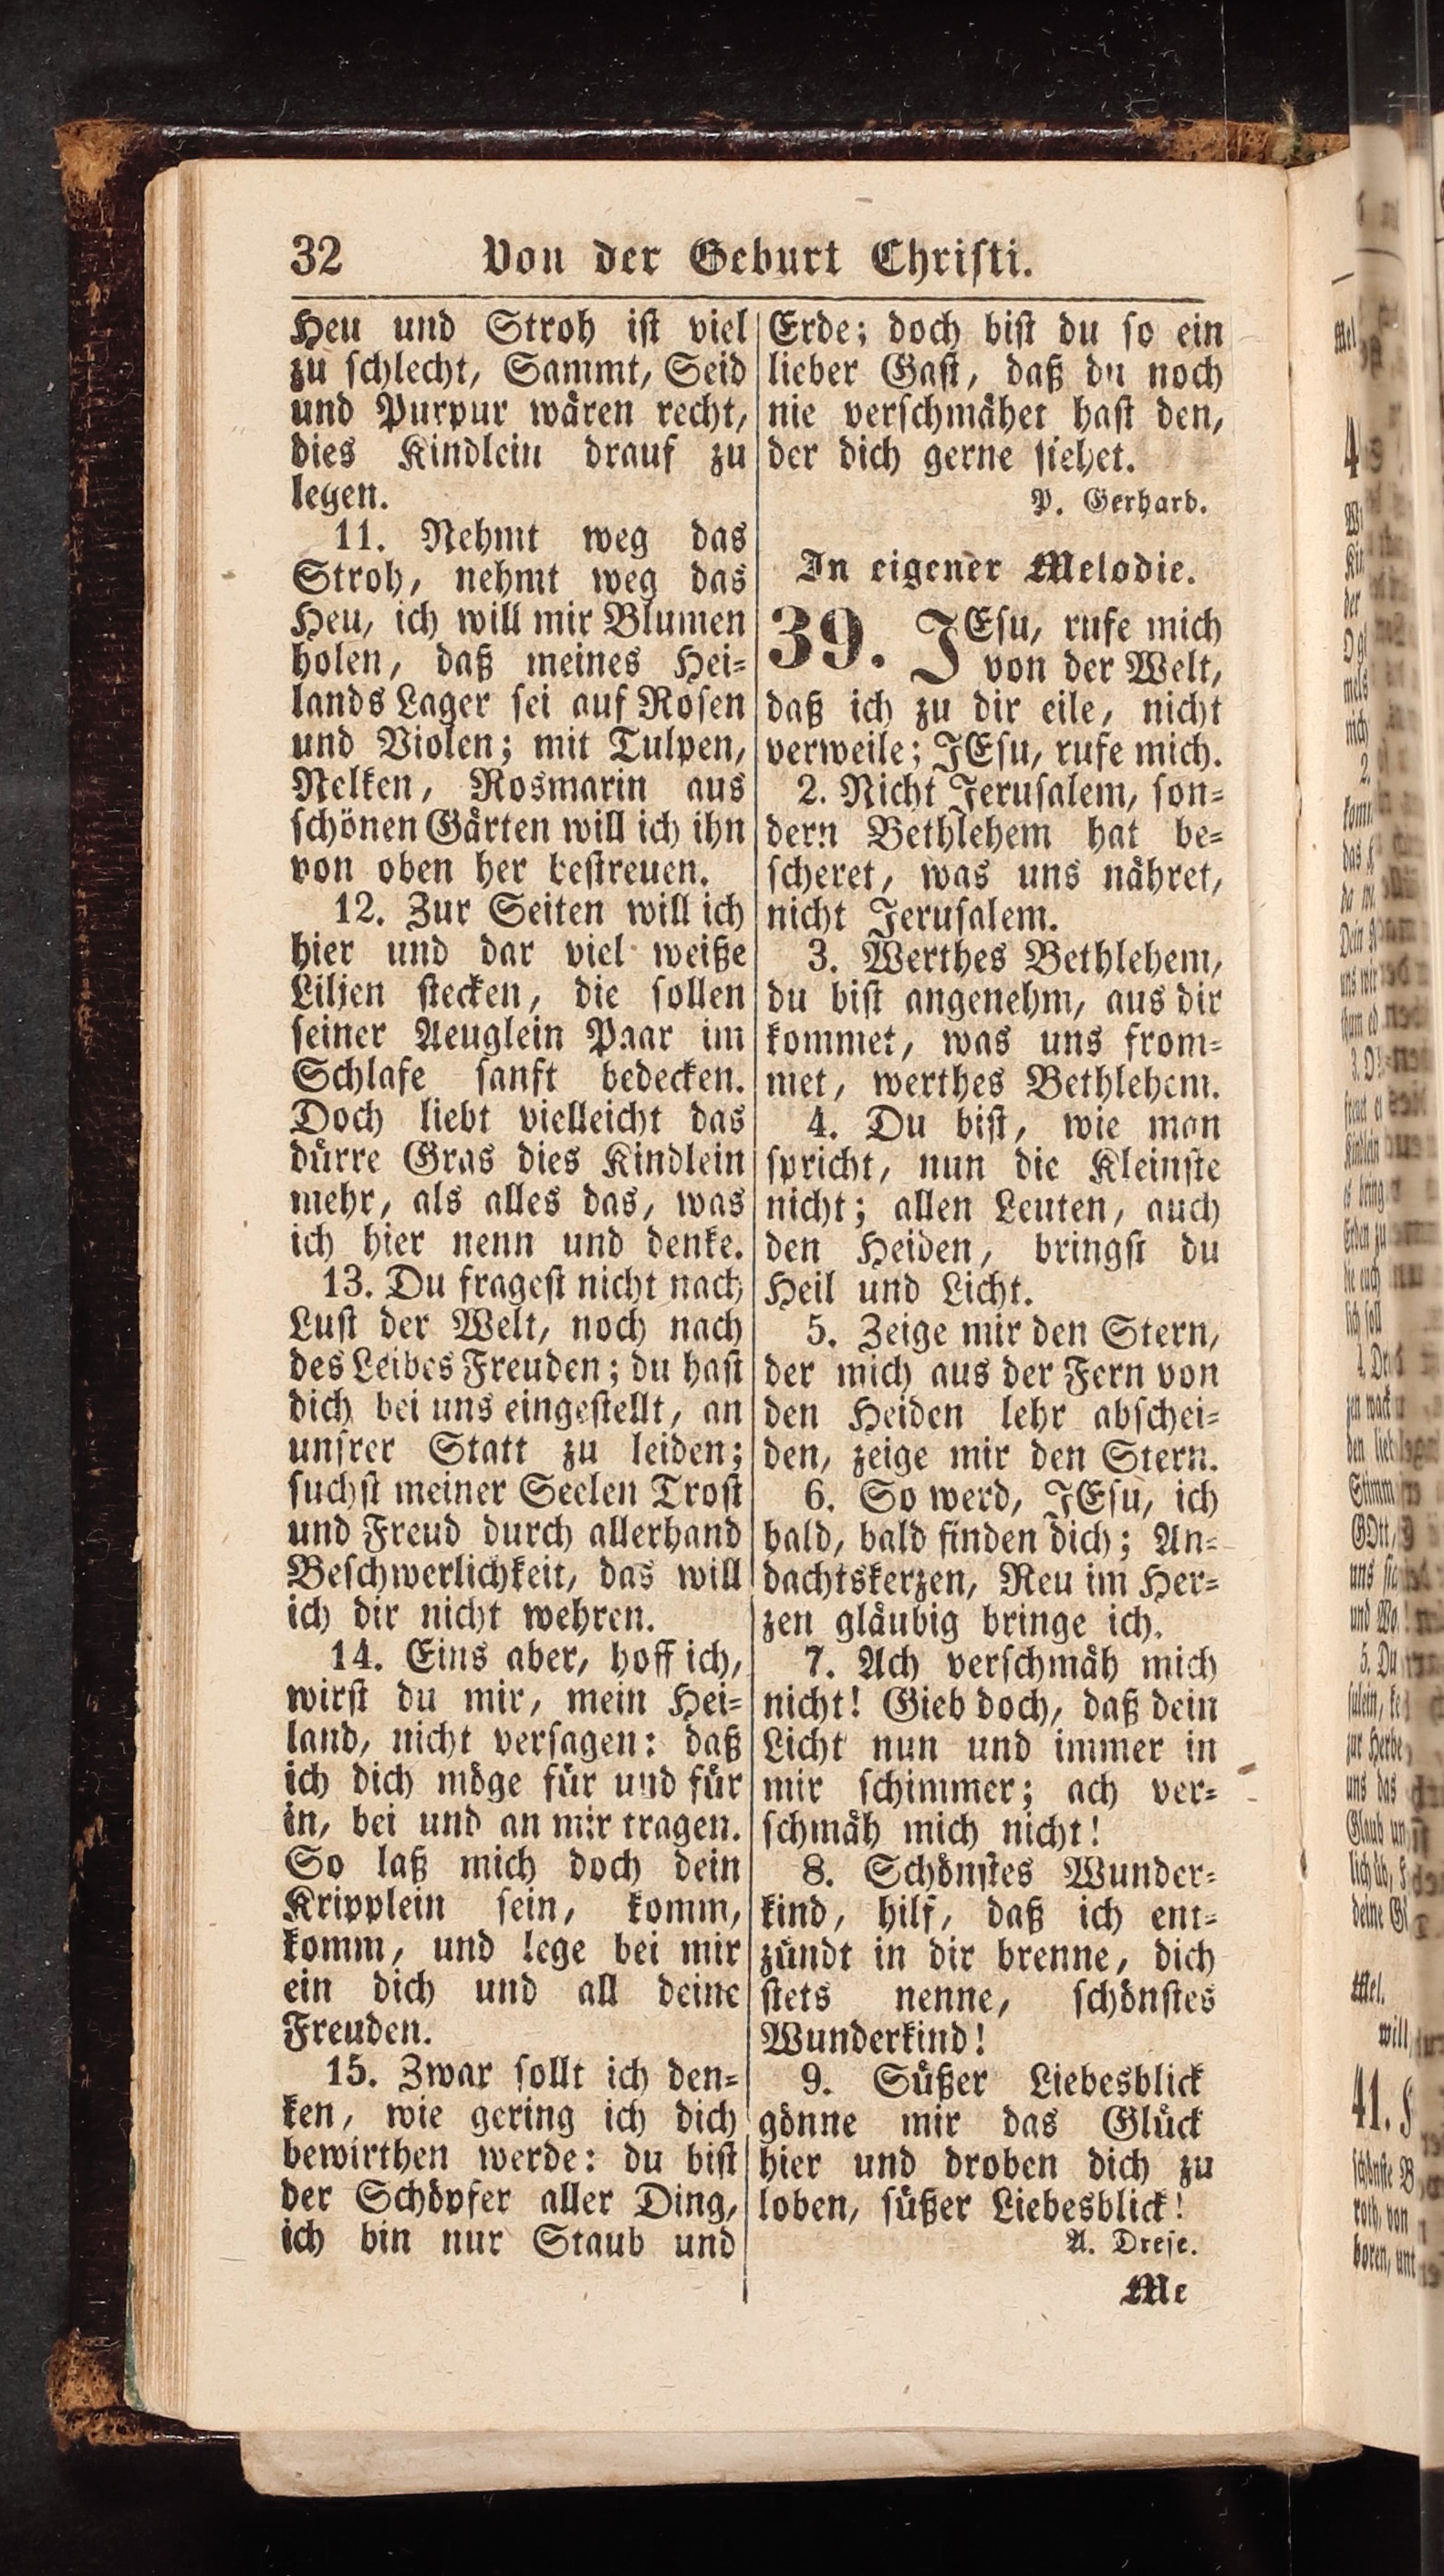 32 Von der Geburt Christi.
Heu und Stroh ist viel
zu schlecht, Sammt, Seid
und Purpur wären recht,
dies Kindlein drauf zu
legen.
11. Nehmt weg das
Stroh, nehmt weg das
Heu, ich will mir Blumen
holen, daß meines Hei-
lands Lager sei auf Rosen
und Violen; mit Tulpen,
Nelken, Rosmarin aus
schönen Gärten will ich ihn
von oben her bestreuen.
12. Zur Seiten will ich
hier und dar viel weiße
Liljen stecken, die sollen
seiner Aeuglein Paar im
Schlafe sanft bedecken.
Doch liebt vielleicht das
dürre Gras dies Kindlein
mehr, als alles das, was
ich hier nenn und denke.
13. Du fragest nicht nach
Lust der Welt, noch nach
des Leibes Freuden; du hast
dich bei uns eingestellt, an
unsrer Statt zu leiden;
suchst meiner Seelen Trost
und Freud durch allerhand
Beschwerlichkeit, das will
ich dir nicht wehren.
14. Eins aber, hoff ich,
wirst du mir, mein Hei-
land, nicht versagen: daß
ich dich möge für und für
in, bei und an mir tragen.
So laß mich doch dein
Kripplein sein, komm,
komm, und lege bei mir
ein dich und all deine
Freuden.
15. Zwar sollt ich den-
ken, wie gering ich dich
bewirthen werde: du bist
der Schöpfer aller Ding,
ich bin nur Staub und
Erde; doch bist du so ein
lieber Gast, daß du noch
nie verschmähet hast den,
der dich gerne siehet.
P. Gerhard.
In eigener Melodie.
39. JEsu, rufe mich
von der Welt,
daß ich zu dir eile, nicht
verweile; JEsu, rufe mich.
2. Nicht Jerusalem, son-
dern Bethlehem hat be-
scheret, was uns nähret,
nicht Jerusalem.
3. Werthes Bethlehem,
du bist angenehm, aus dir
kommet, was uns from-
met, werthes Bethlehem.
4. Du bist, wie man
spricht, nun die Kleinste
nicht; allen Leuten, auch
den Heiden, bringst du
Heil und Licht.
5. Zeige mir den Stern,
der mich aus der Fern von
den Heiden lehr abschei-
den, zeige mir den Stern.
6. So werd, JEsu, ich
bald, bald finden dich; An-
dachtskerzen, Reu im Her-
zen gläubig bringe ich.
7. Ach verschmäh mich
nicht! Gieb doch, daß dein
Licht nun und immer in
mir schimmer; ach ver-
schmäh mich nicht!
8. Schönstes Wunder-
kind, hilf, daß ich ent-
zündt in dir brenne, dich
stets nenne, schönstes
Wunderkind!
9. Süßer Liebesblick
gönne mir das Glück
hier und droben dich zu
loben, süßer Liebesblick!
A. Drese.
Me